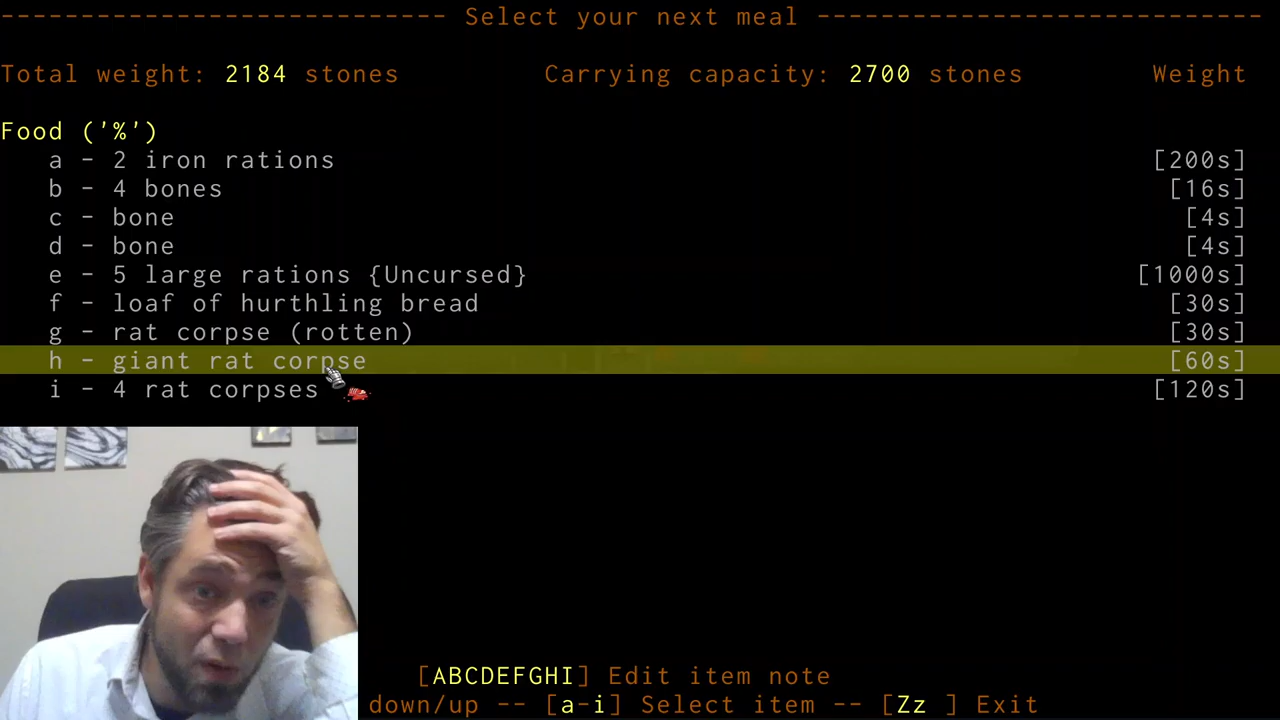 ---------------------------- Select your next meal ----------------------------
Total weight: 2184 stones Carrying capacity: 2700 stones Weight
Food ('%')
a - 2 iron rations [200s]
b - 4 bones [16s]
c - bone [4s]
d - bone [4s]
e - 5 large rations {Uncursed} [1000s]
f - loaf of hurthling bread [30s]
g - rat corpse (rotten) [30s]
h - giant rat corpse [60s]
i - 4 rat corpses [120s]
[ABCDEFGHI] Edit item note
down/up -- [a-i] Select item -- [Zz ] Exit